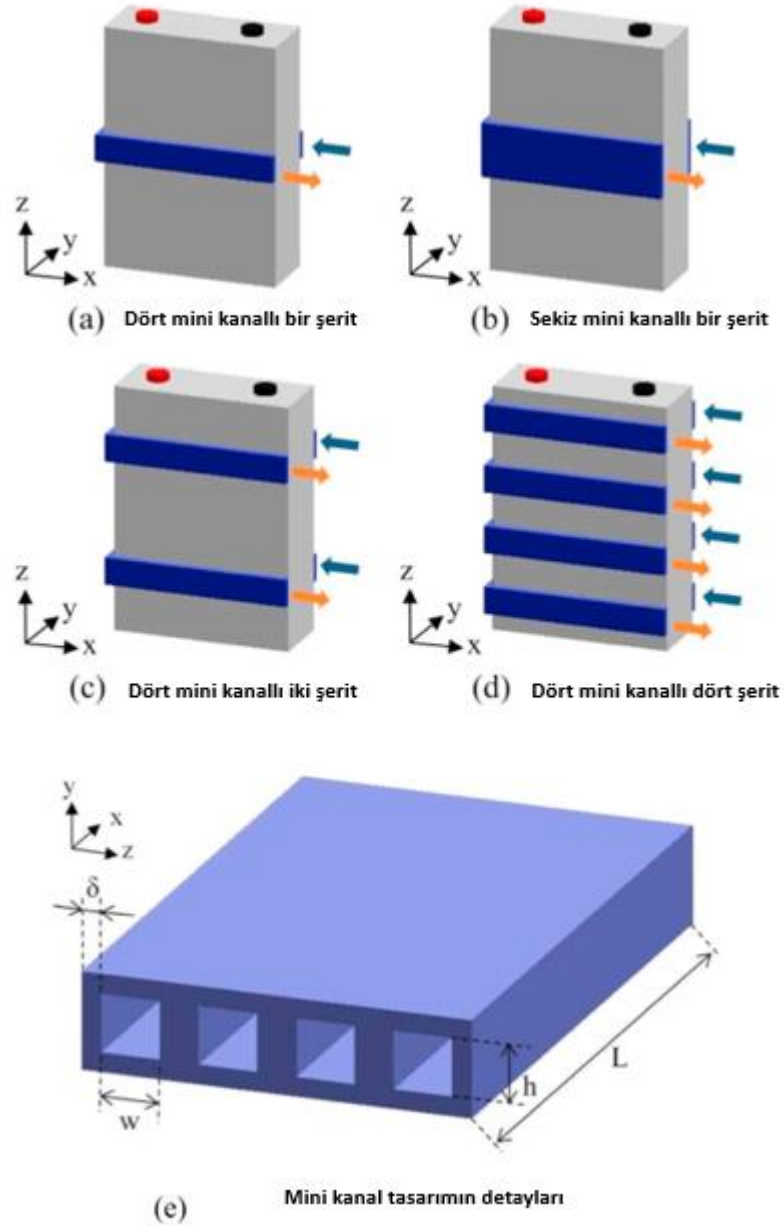 z
y
x
(a) Dört mini kanallı bir şerit
z
y
x
(b) Sekiz mini kanallı bir şerit
z
y
x
(c) Dört mini kanallı iki şerit
z
y
x
(d) Dört mini kanallı dört şerit
y
x
z
δ
w
h
L
(e) Mini kanal tasarımın detayları